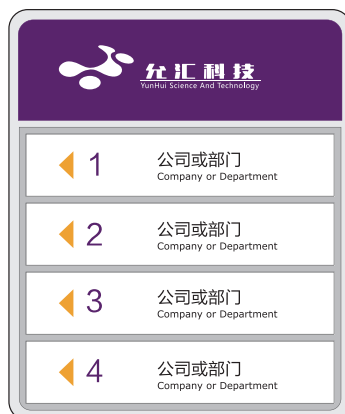 允汇科技
YunHui Science And Technology
1 公司或部门
Company or Department
2 公司或部门
Company or Department
3 公司或部门
Company or Department
4 公司或部门
Company or Department